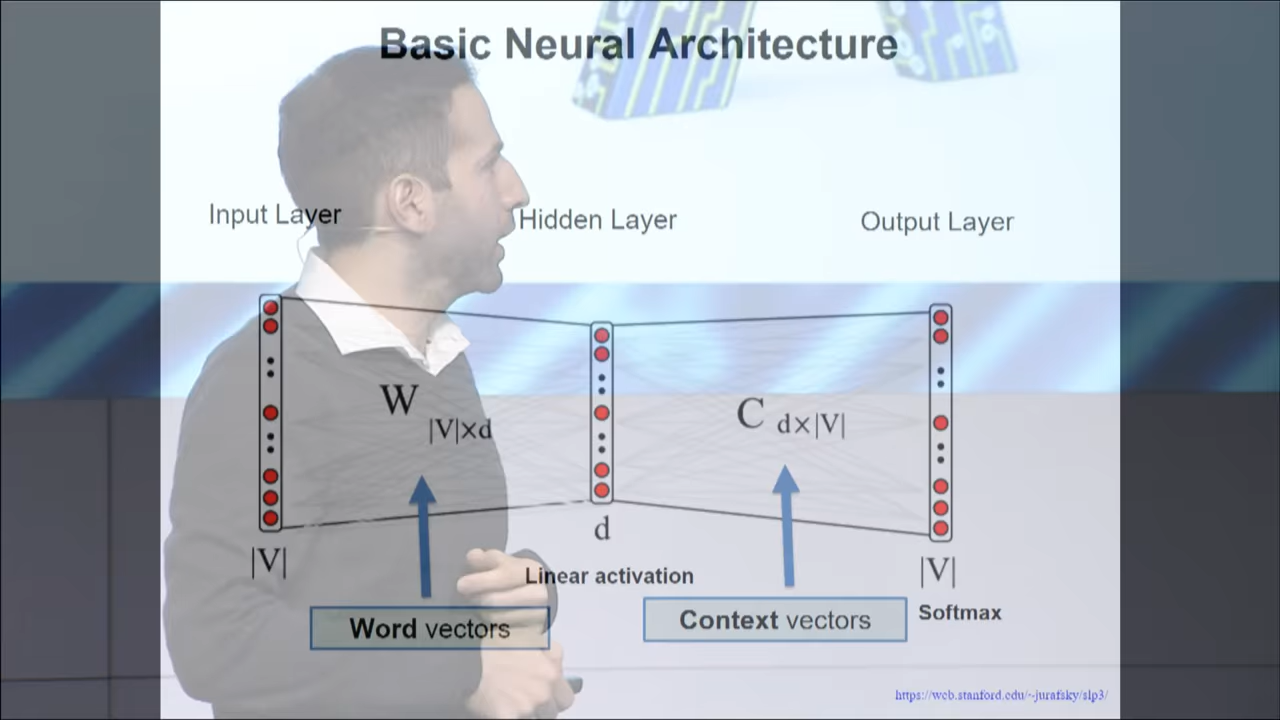 Basic Neural Architecture
Input Layer
Hidden Layer
Output Layer
W |V|×d
C d×|V|
|V|
d
|V|
Linear activation
Softmax
Word vectors
Context vectors
https://web.stanford.edu/~jurafsky/slp3/